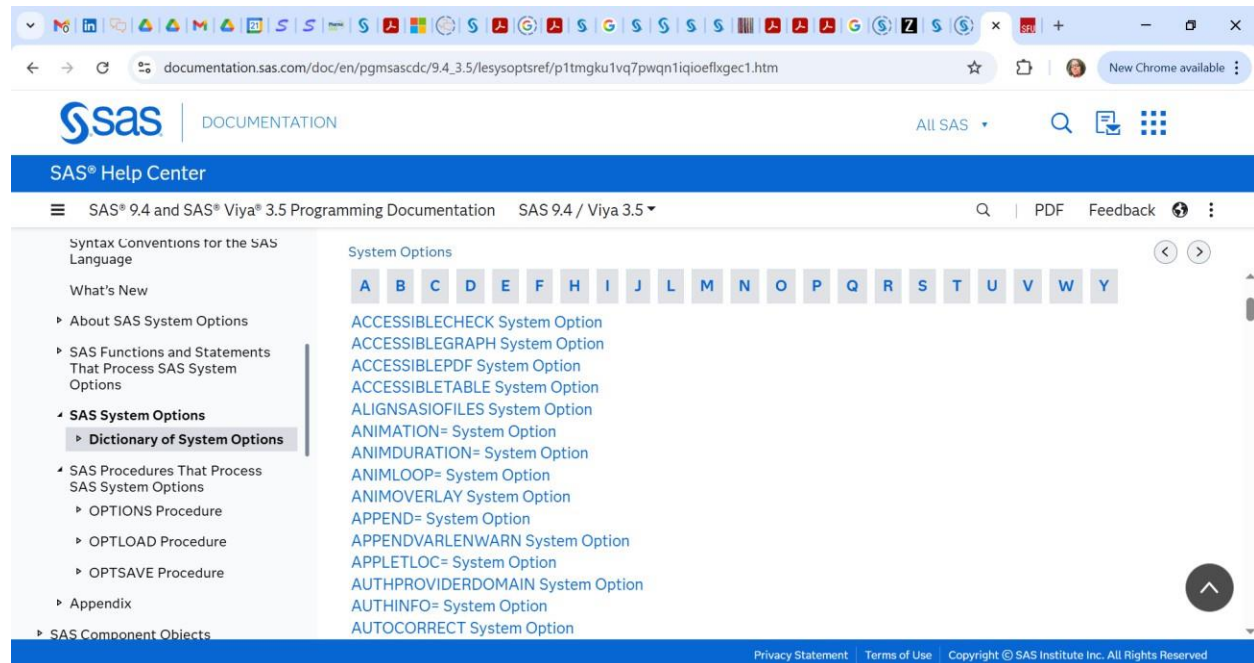 21
SFU
documentation.sas.com/doc/en/pgmsascdc/9.4_3.5/lesysoptsref/p1tmgku1vq7pwqn1iqioeflxgec1.htm
New Chrome available
sas
DOCUMENTATION
All SAS
SAS® Help Center
SAS® 9.4 and SAS® Viya® 3.5 Programming Documentation SAS 9.4 / Viya 3.5
PDF Feedback
Syntax Conventions for the SAS
Language
What's New
About SAS System Options
SAS Functions and Statements
That Process SAS System
Options
SAS System Options
Dictionary of System Options
SAS Procedures That Process
SAS System Options
OPTIONS Procedure
OPTLOAD Procedure
OPTSAVE Procedure
Appendix
SAS Component Objects
System Options
A B C D E F H I J L M N O P Q R S T U V W Y
ACCESSIBLECHECK System Option
ACCESSIBLEGRAPH System Option
ACCESSIBLEPDF System Option
ACCESSIBLETABLE System Option
ALIGNSASIOFILES System Option
ANIMATION= System Option
ANIMDURATION= System Option
ANIMLOOP= System Option
ANIMOVERLAY System Option
APPEND= System Option
APPENDVARLENWARN System Option
APPLETLOC= System Option
AUTHPROVIDERDOMAIN System Option
AUTHINFO= System Option
AUTOCORRECT System Option
Privacy Statement | Terms of Use | Copyright © SAS Institute Inc. All Rights Reserved